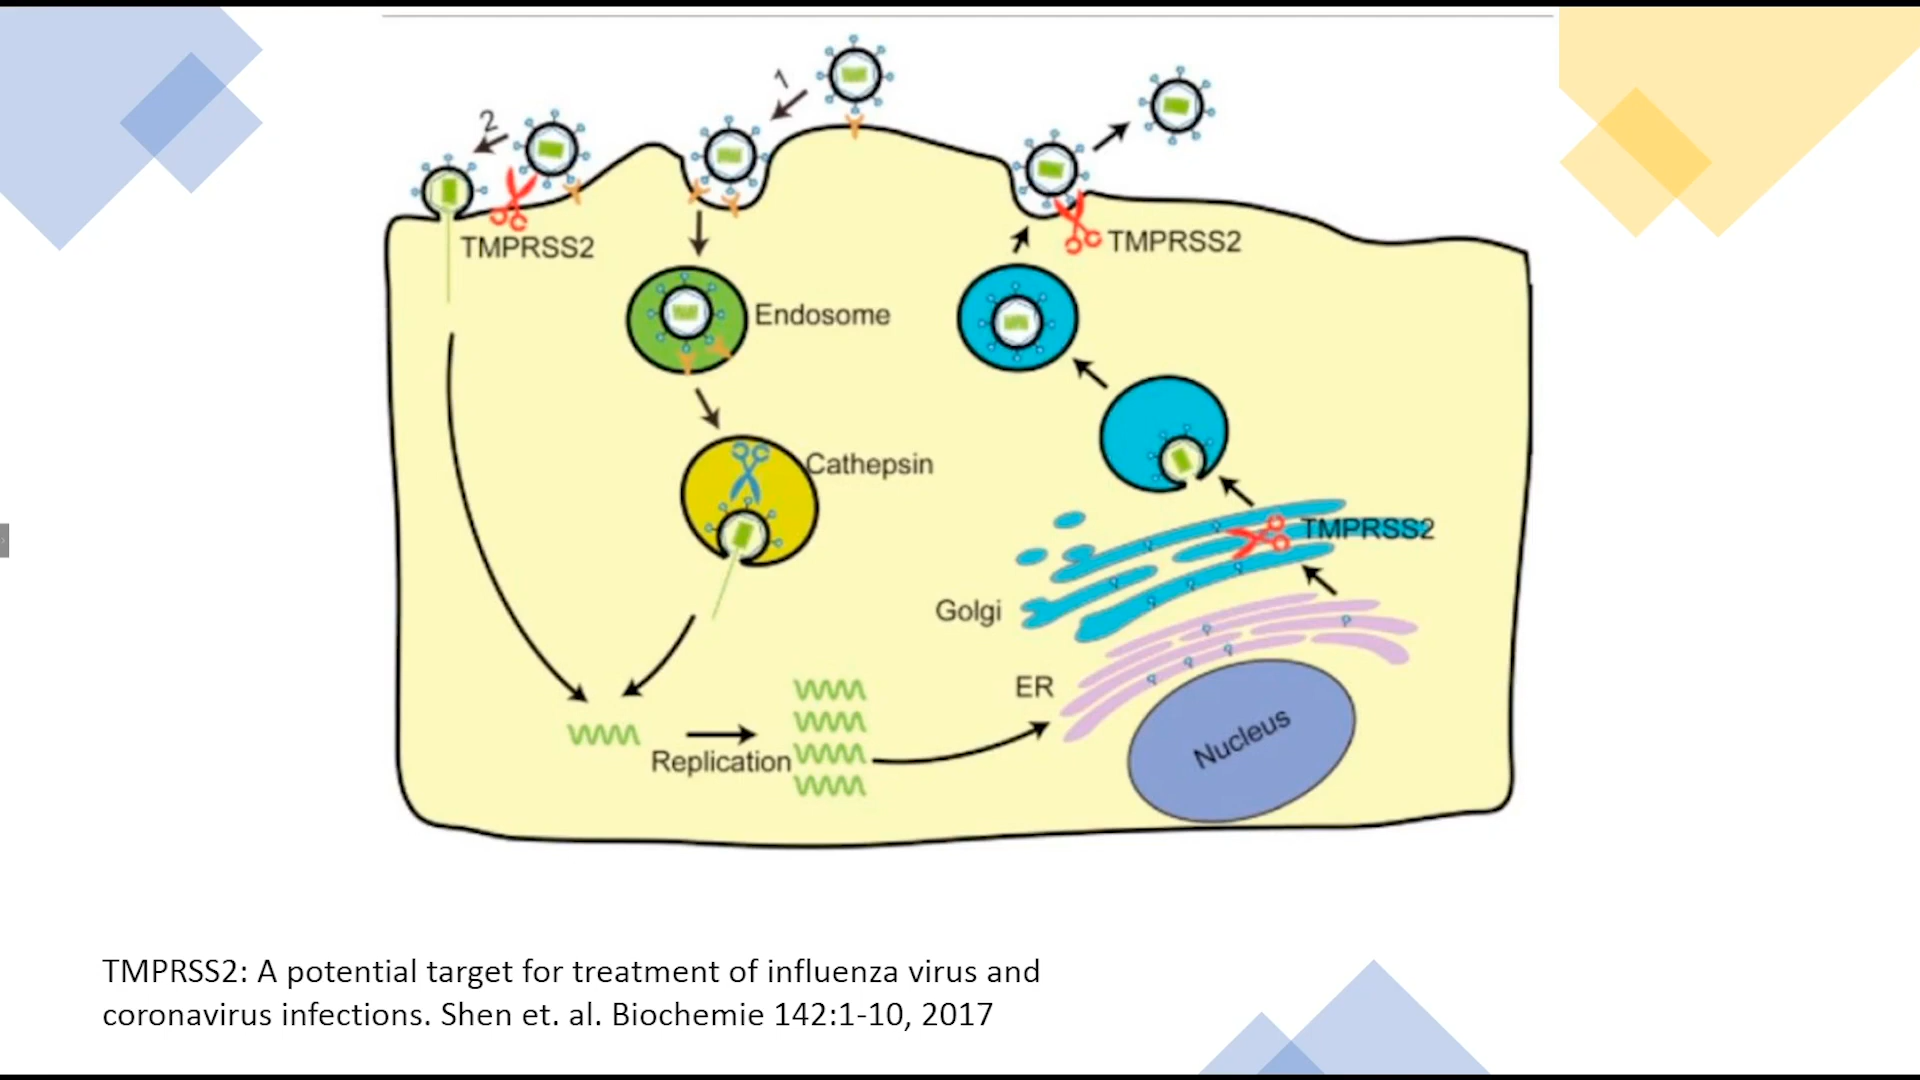 1
2
TMPRSS2
TMPRSS2
Endosome
Cathepsin
TMPRSS2
Golgi
ER
Nucleus
Replication
TMPRSS2: A potential target for treatment of influenza virus and
coronavirus infections. Shen et. al. Biochemie 142:1-10, 2017